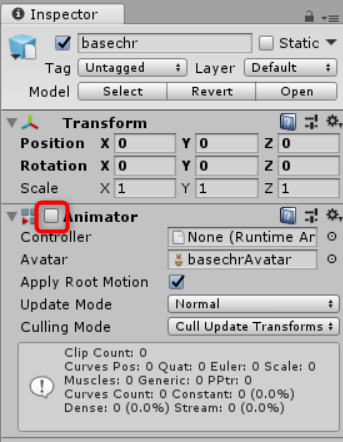 Inspector
basechr Static
Tag Untagged Layer Default
Model Select Revert Open
Transform
Position X 0 Y 0 Z 0
Rotation X 0 Y 0 Z 0
Scale X 1 Y 1 Z 1
Animator
Controller None (Runtime An
Avatar basechrAvatar
Apply Root Motion
Update Mode Normal
Culling Mode Cull Update Transforms
Clip Count: 0
Curves Pos: 0 Quat: 0 Euler: 0 Scale: 0
Muscles: 0 Generic: 0 PPtr: 0
Curves Count: 0 Constant: 0 (0.0%)
Dense: 0 (0.0%) Stream: 0 (0.0%)